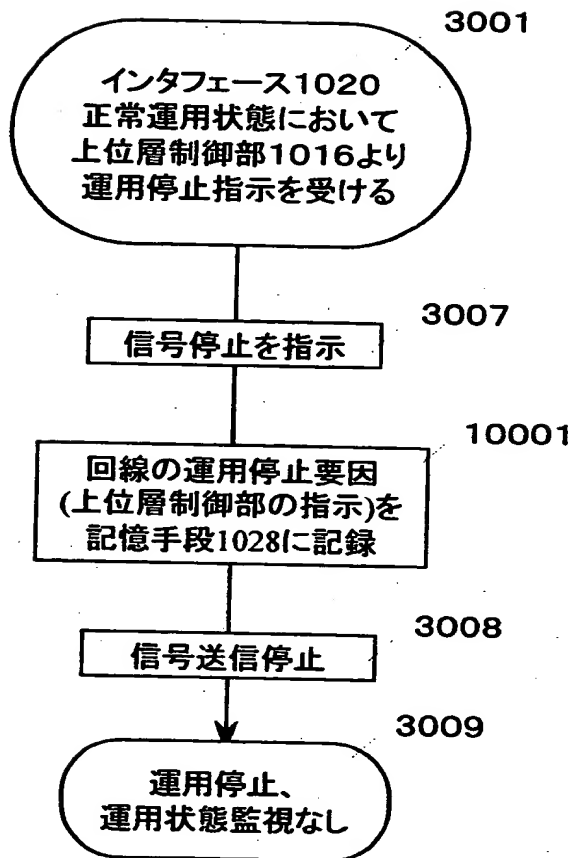 3001
インタフェース1020
正常運用状態において
上位層制御部1016より
運用停止指示を受ける
3007
信号停止を指示
10001
回線の運用停止要因
(上位層制御部の指示)を
記憶手段1028に記録
3008
信号送信停止
3009
運用停止、
運用状態監視なし